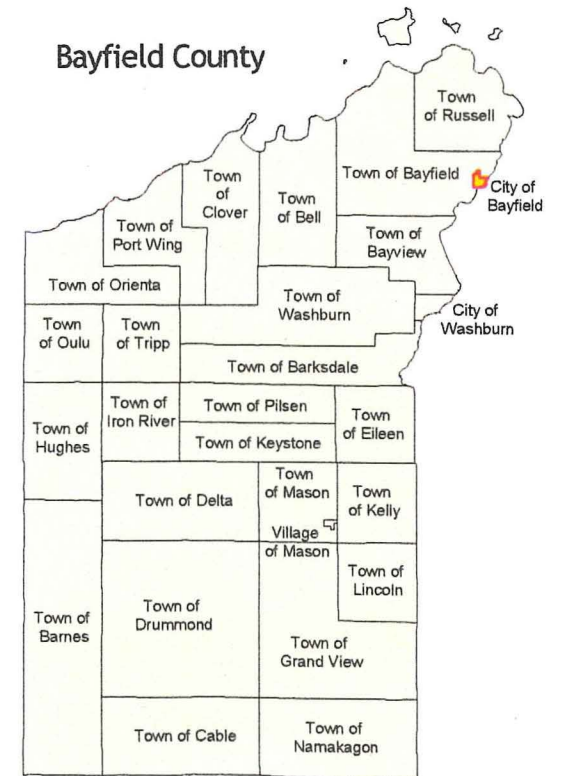 Bayfield County
Town
of Russell
Town of Bayfield
City of
Bayfield
Town
of
Clover
Town
of Bell
Town of
Port Wing
Town of
Bayview
Town of Orienta
Town of
Washburn
City of
Washburn
Town
of Oulu
Town
of Tripp
Town of Barksdale
Town of
Iron River
Town of Pilsen
Town
of Eileen
Town of
Hughes
Town of Keystone
Town of Delta
Town
of Mason
Town
of Kelly
Village
of Mason
Town of
Lincoln
Town of
Barnes
Town of
Drummond
Town of
Grand View
Town of Cable
Town of
Namakagon